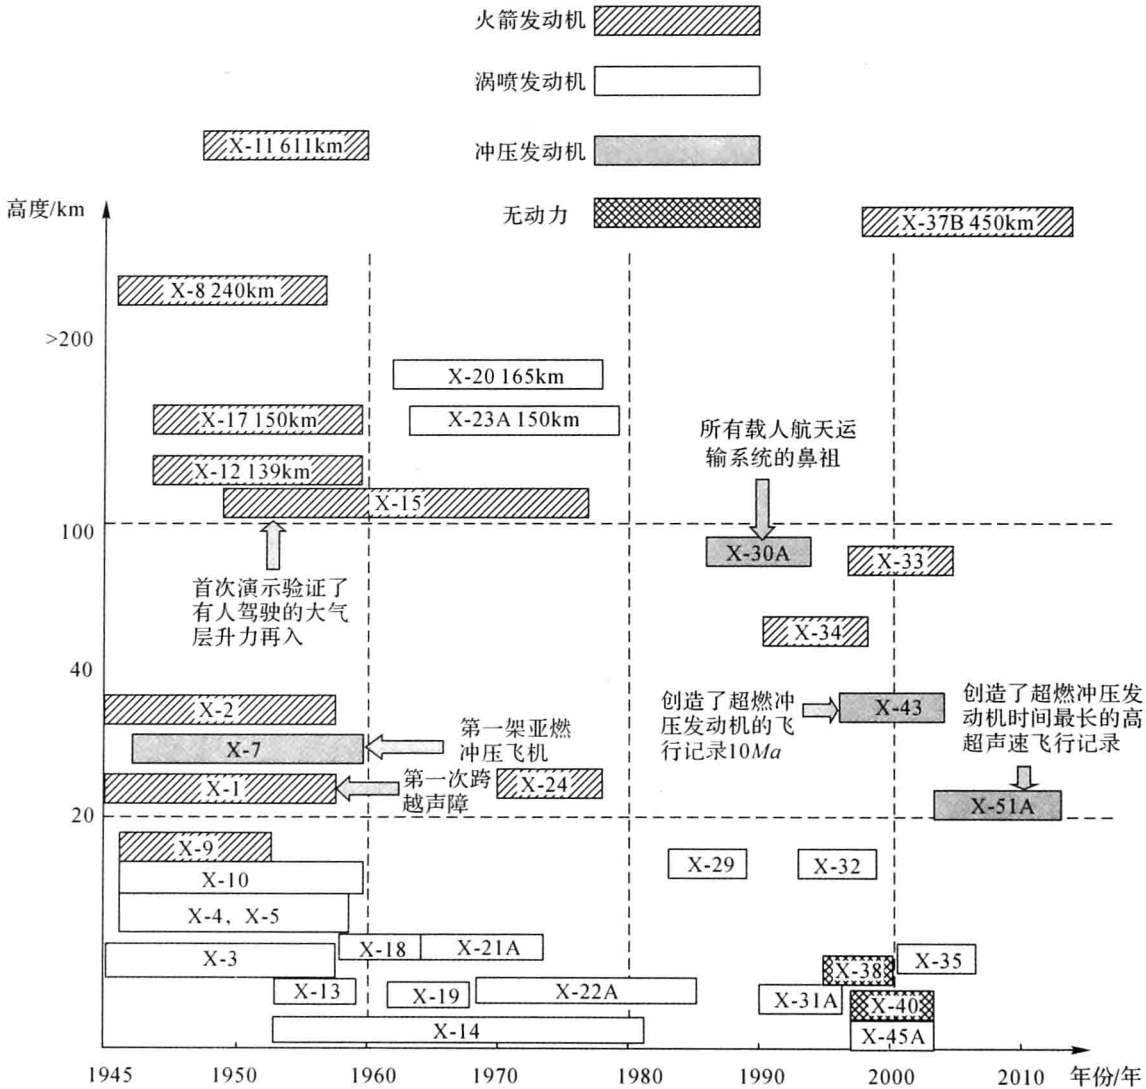 火箭发动机
涡喷发动机
X-11 611km
冲压发动机
高度/km
无动力
X-37B 450km
X-8 240km
>200
X-20 165km
X-17 150km
X-23A 150km
所有载人航天运
输系统的鼻祖
X-12 139km
X-15
100
X-30A
X-33
首次演示验证了
有人驾驶的大气
层升力再入
X-34
40
创造了超燃冲
压发动机的飞
行记录10Ma
创造了超燃冲压发
动机时间最长的高
超声速飞行记录
X-2
X-43
第一架亚燃
冲压飞机
X-7
第一次跨
越声障
X-1
X-24
X-51A
20
X-9
X-29
X-32
X-10
X-4, X-5
X-18
X-21A
X-3
X-38
X-35
X-13
X-19
X-22A
X-31A
X-40
X-14
X-45A
1945
1950
1960
1970
1980
1990
2000
2010
年份/年